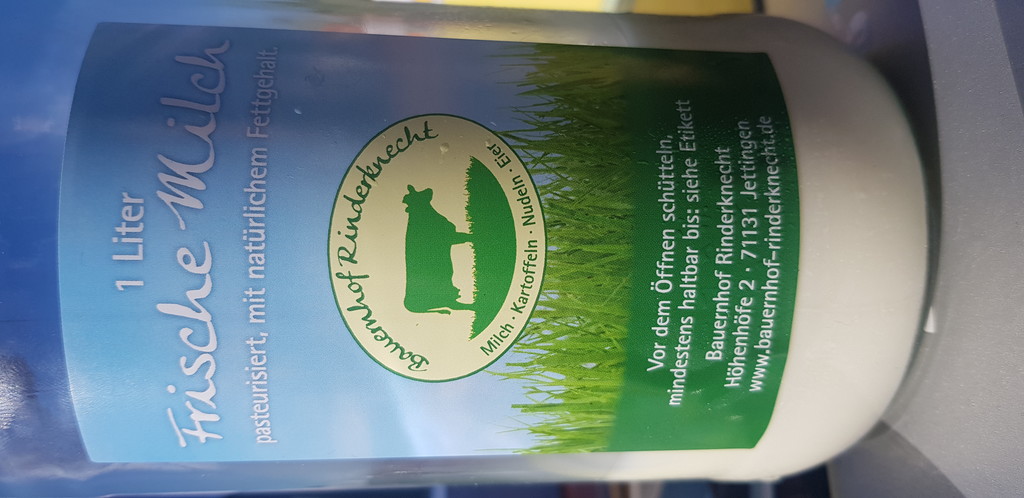 1 Liter
Frische Milch
pasteurisiert, mit natürlichem Fettgehalt.
Bauernhof Rinderknecht
Milch · Kartoffeln · Nudeln · Eier
Vor dem Öffnen schütteln,
mindestens haltbar bis: siehe Etikett
Bauernhof Rinderknecht
Höhenhöfe 2 · 71131 Jettingen
www.bauernhof-rinderknecht.de